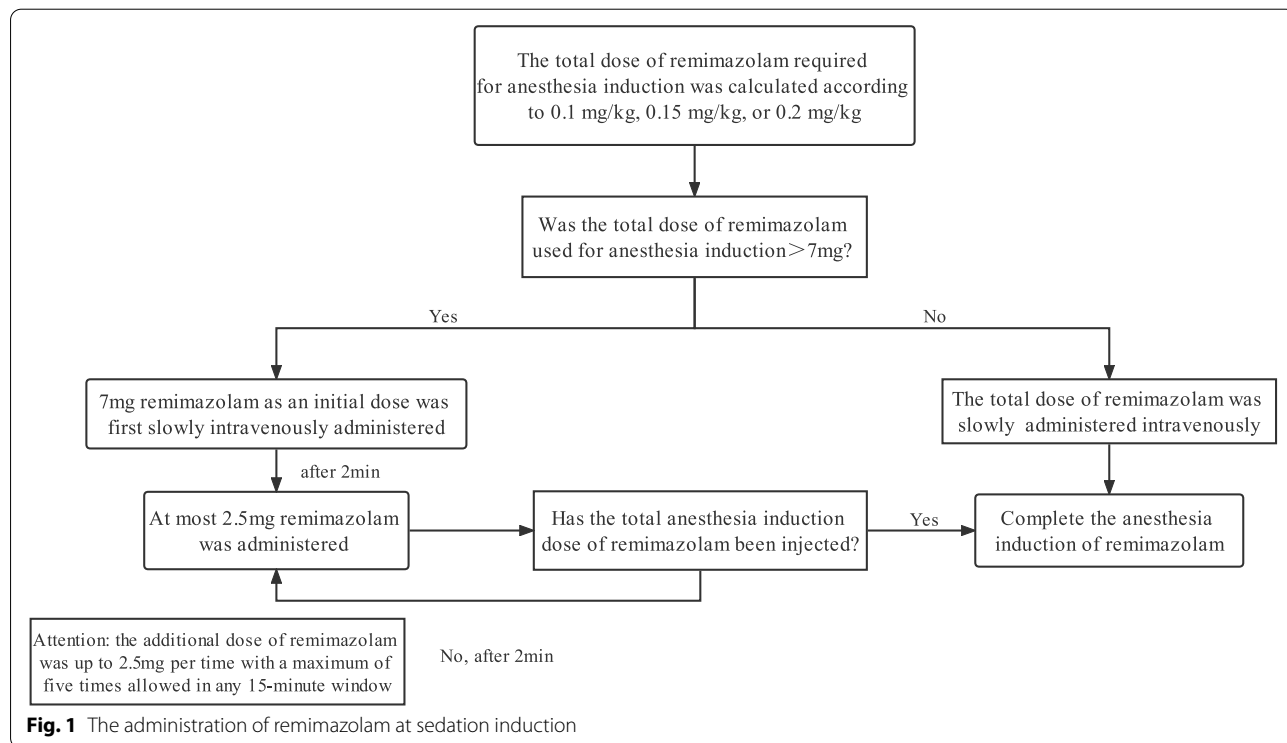 The total dose of remimazolam required
for anesthesia induction was calculated according
to 0.1 mg/kg, 0.15 mg/kg, or 0.2 mg/kg
Was the total dose of remimazolam
used for anesthesia induction>7mg?
Yes
No
7mg remimazolam as an initial dose was
first slowly intravenously administered
The total dose of remimazolam was
slowly administered intravenously
after 2min
At most 2.5mg remimazolam
was administered
Has the total anesthesia induction
dose of remimazolam been injected?
Yes
Complete the anesthesia
induction of remimazolam
Attention: the additional dose of remimazolam
was up to 2.5mg per time with a maximum of
five times allowed in any 15-minute window
No, after 2min
Fig. 1 The administration of remimazolam at sedation induction